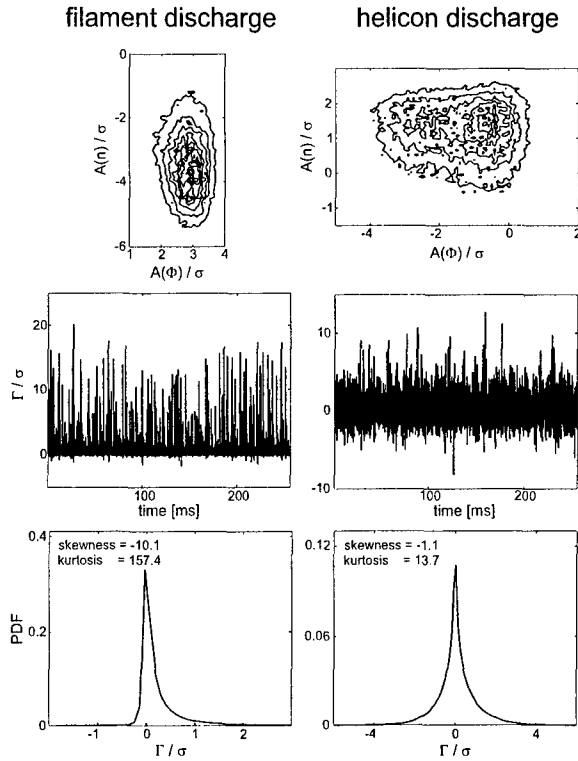 filament discharge
helicon discharge
0
-2
-4
-6
A(n) / σ
1 2 3 4
A(Φ) / σ
2
1
0
-1
A(n) / σ
-4 -2 0 2
A(Φ) / σ
20
10
0
Γ / σ
100 200
time [ms]
10
0
-10
100 200
time [ms]
0.4
0.2
0
PDF
skewness = -10.1
kurtosis = 157.4
-1 0 1 2
Γ / σ
0.12
0.06
0
skewness = -1.1
kurtosis = 13.7
-4 0 4
Γ / σ